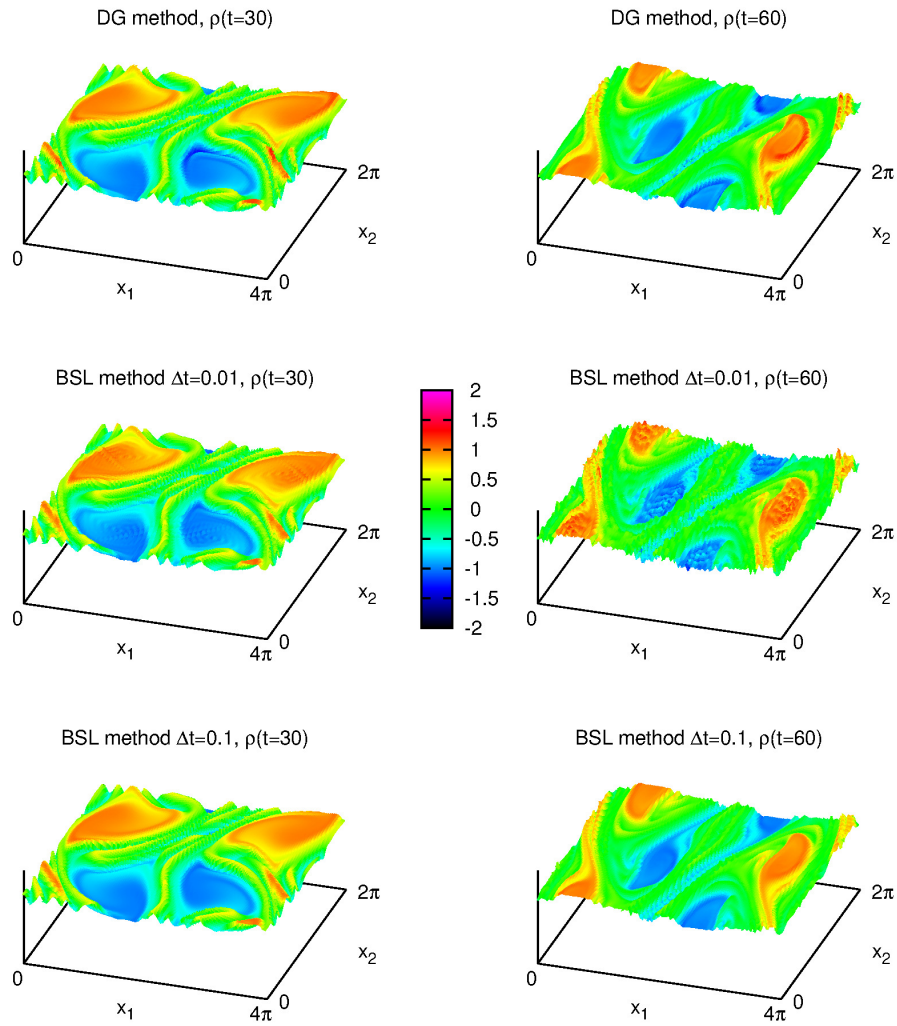 DG method, ρ(t=30)
DG method, ρ(t=60)
2π
x2
0
0
x1
4π
2π
x2
0
0
x1
4π
BSL method Δt=0.01, ρ(t=30)
BSL method Δt=0.01, ρ(t=60)
2
1.5
1
0.5
0
-0.5
-1
-1.5
-2
2π
x2
0
0
x1
4π
2π
x2
0
0
x1
4π
BSL method Δt=0.1, ρ(t=30)
BSL method Δt=0.1, ρ(t=60)
2π
x2
0
0
x1
4π
2π
x2
0
0
x1
4π